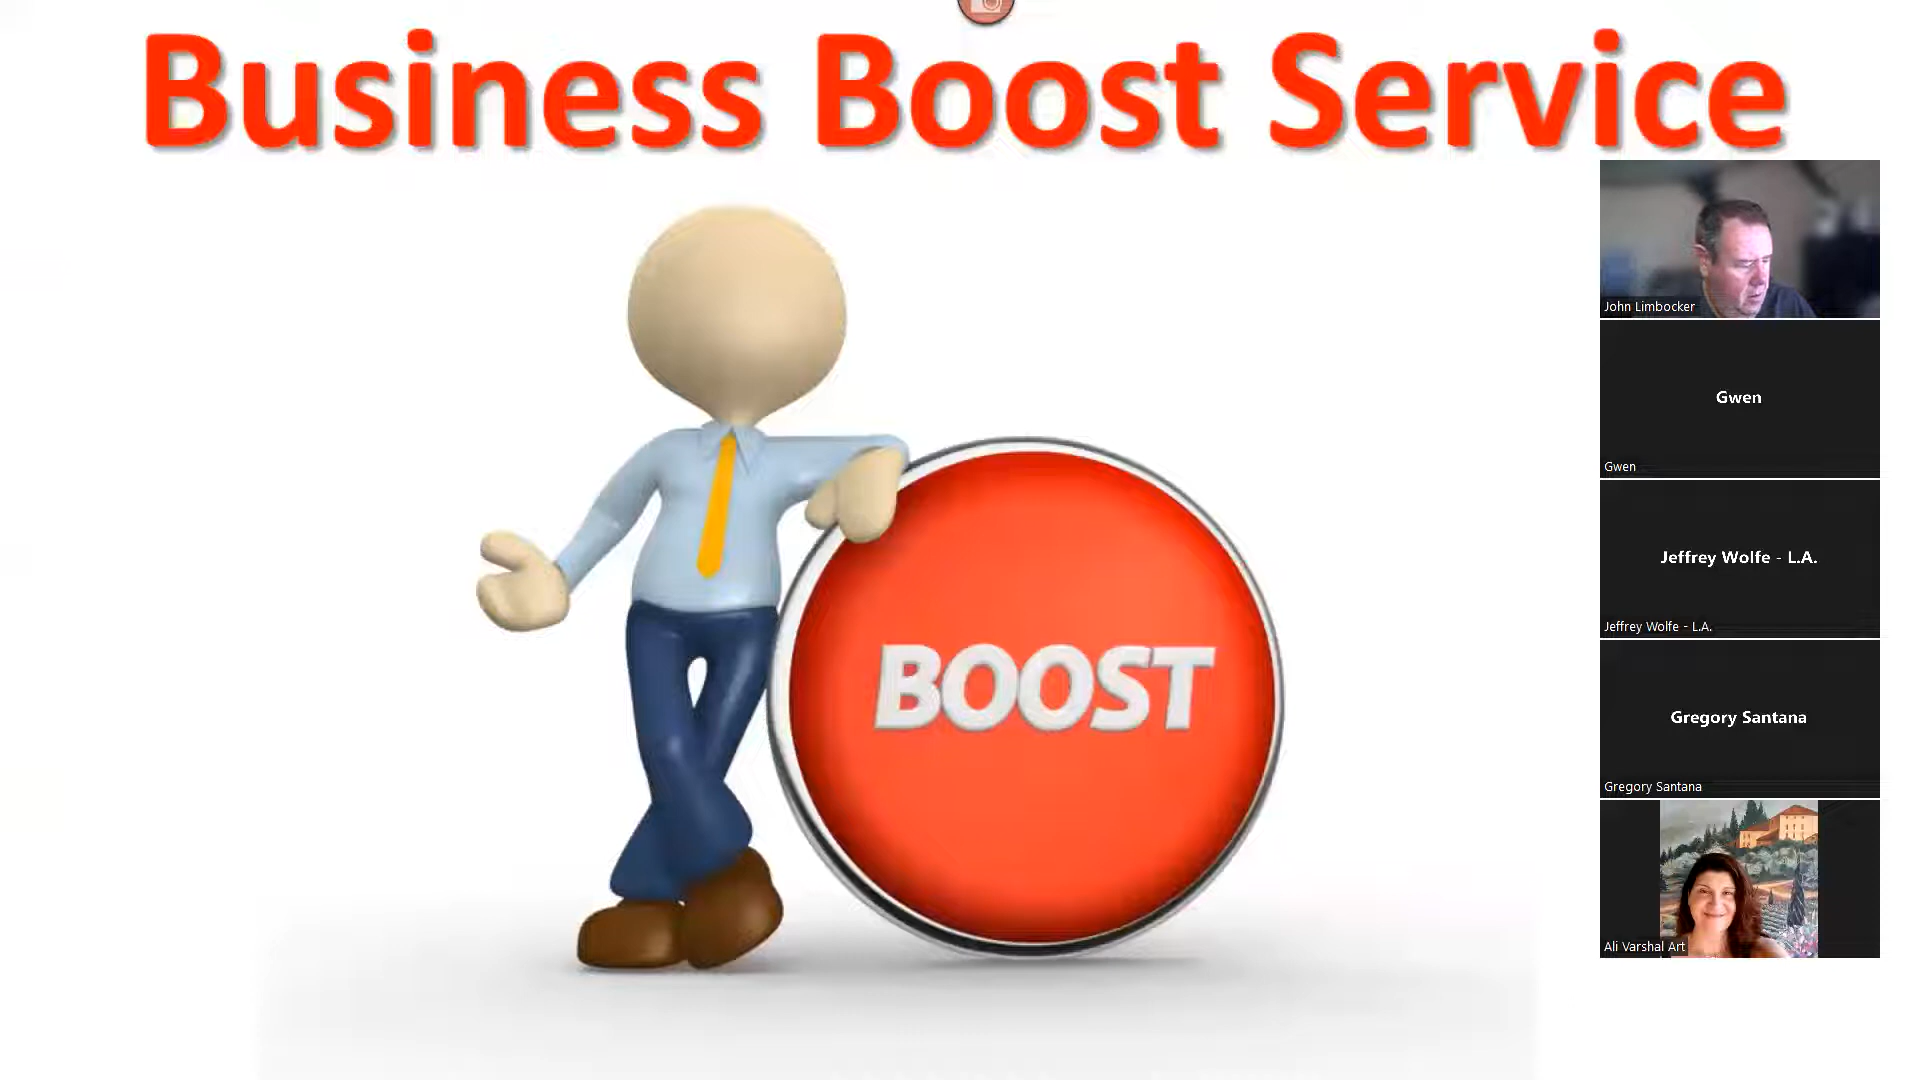 Business Boost Service
BOOST
John Limbocker
Gwen
Gwen
Jeffrey Wolfe - L.A.
Jeffrey Wolfe - L.A.
Gregory Santana
Gregory Santana
Ali Varshal Art